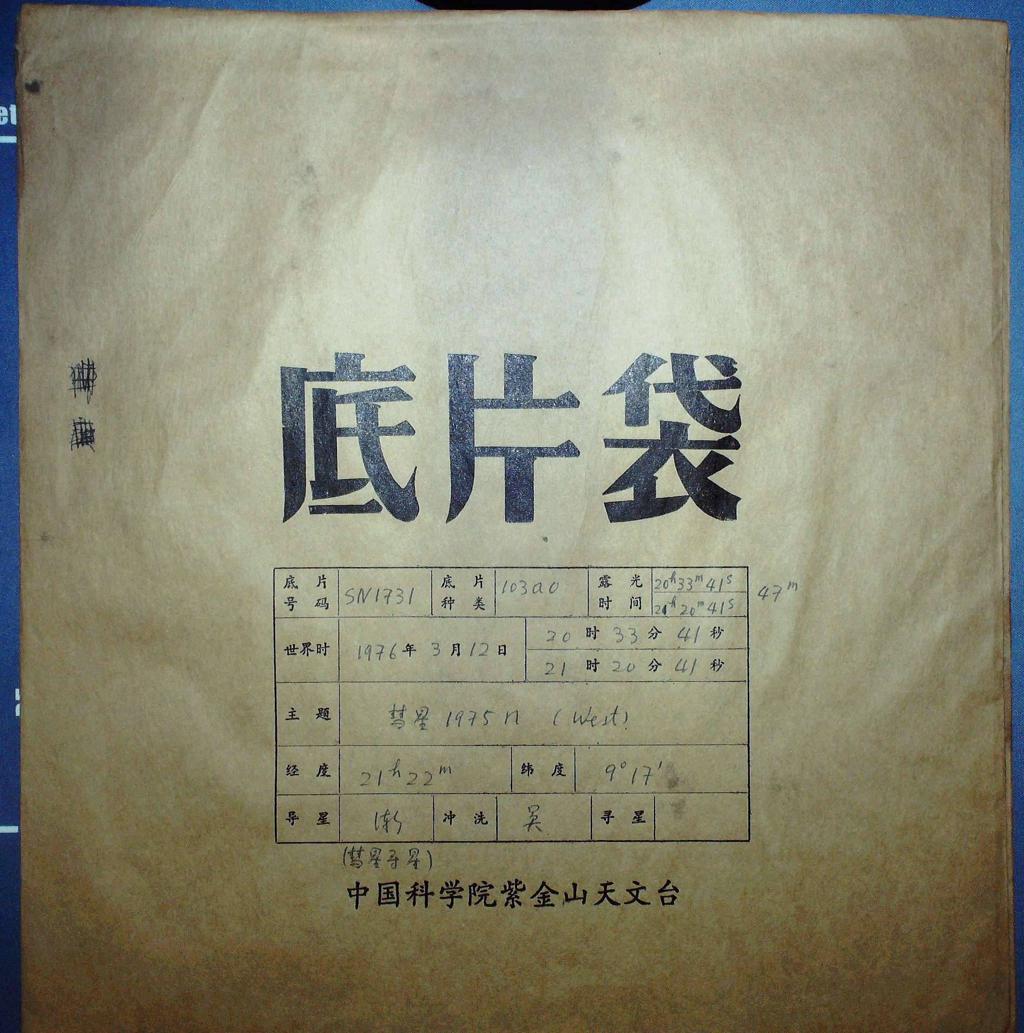 et
底片袋
底片号码 SN1731 底片种类 103aO 露光时间 20h33m41s 47m
21h20m41s
世界时 1976年3月12日 20时33分41秒
21时20分41秒
主题 彗星 1975n (West)
经度 21h22m 纬度 9°17'
导星 冲洗 吴 寻星
(彗星导星)
中国科学院紫金山天文台